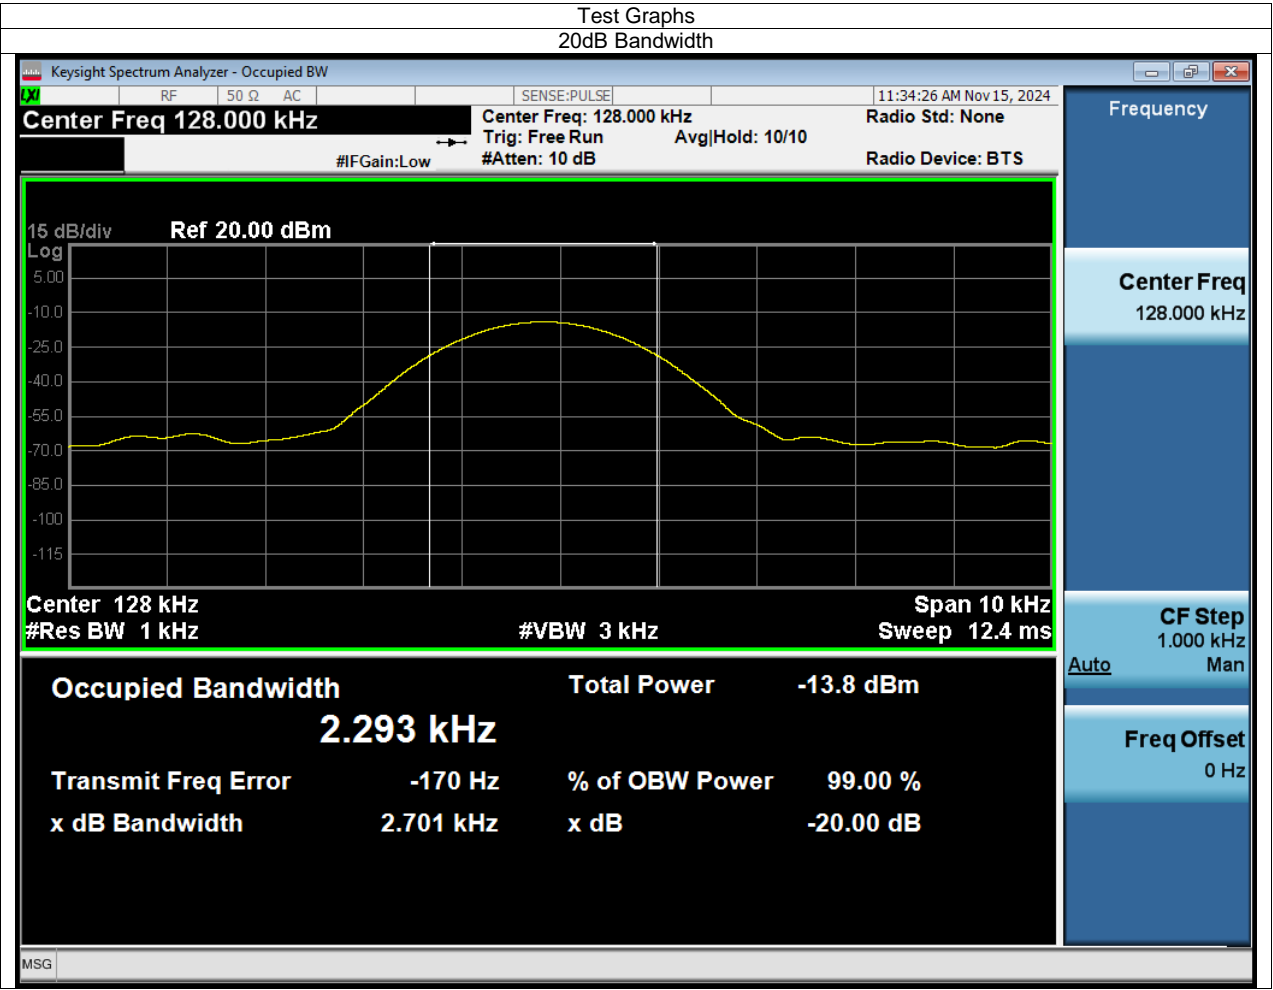 Test Graphs
20dB Bandwidth
Keysight Spectrum Analyzer - Occupied BW
LXI
RF 50 Ω AC SENSE:PULSE 11:34:26 AM Nov 15, 2024
Center Freq 128.000 kHz
Center Freq: 128.000 kHz
Radio Std: None
Trig: Free Run Avg|Hold: 10/10
#IFGain:Low
#Atten: 10 dB
Radio Device: BTS
Frequency
15 dB/div Ref 20.00 dBm
Log
5.00
-10.0
-25.0
-40.0
-55.0
-70.0
-85.0
-100
-115
Center 128 kHz Span 10 kHz
#Res BW 1 kHz #VBW 3 kHz Sweep 12.4 ms
Center Freq
128.000 kHz
CF Step
1.000 kHz
Auto Man
Freq Offset
0 Hz
Occupied Bandwidth Total Power -13.8 dBm
2.293 kHz
Transmit Freq Error -170 Hz % of OBW Power 99.00 %
x dB Bandwidth 2.701 kHz x dB -20.00 dB
MSG